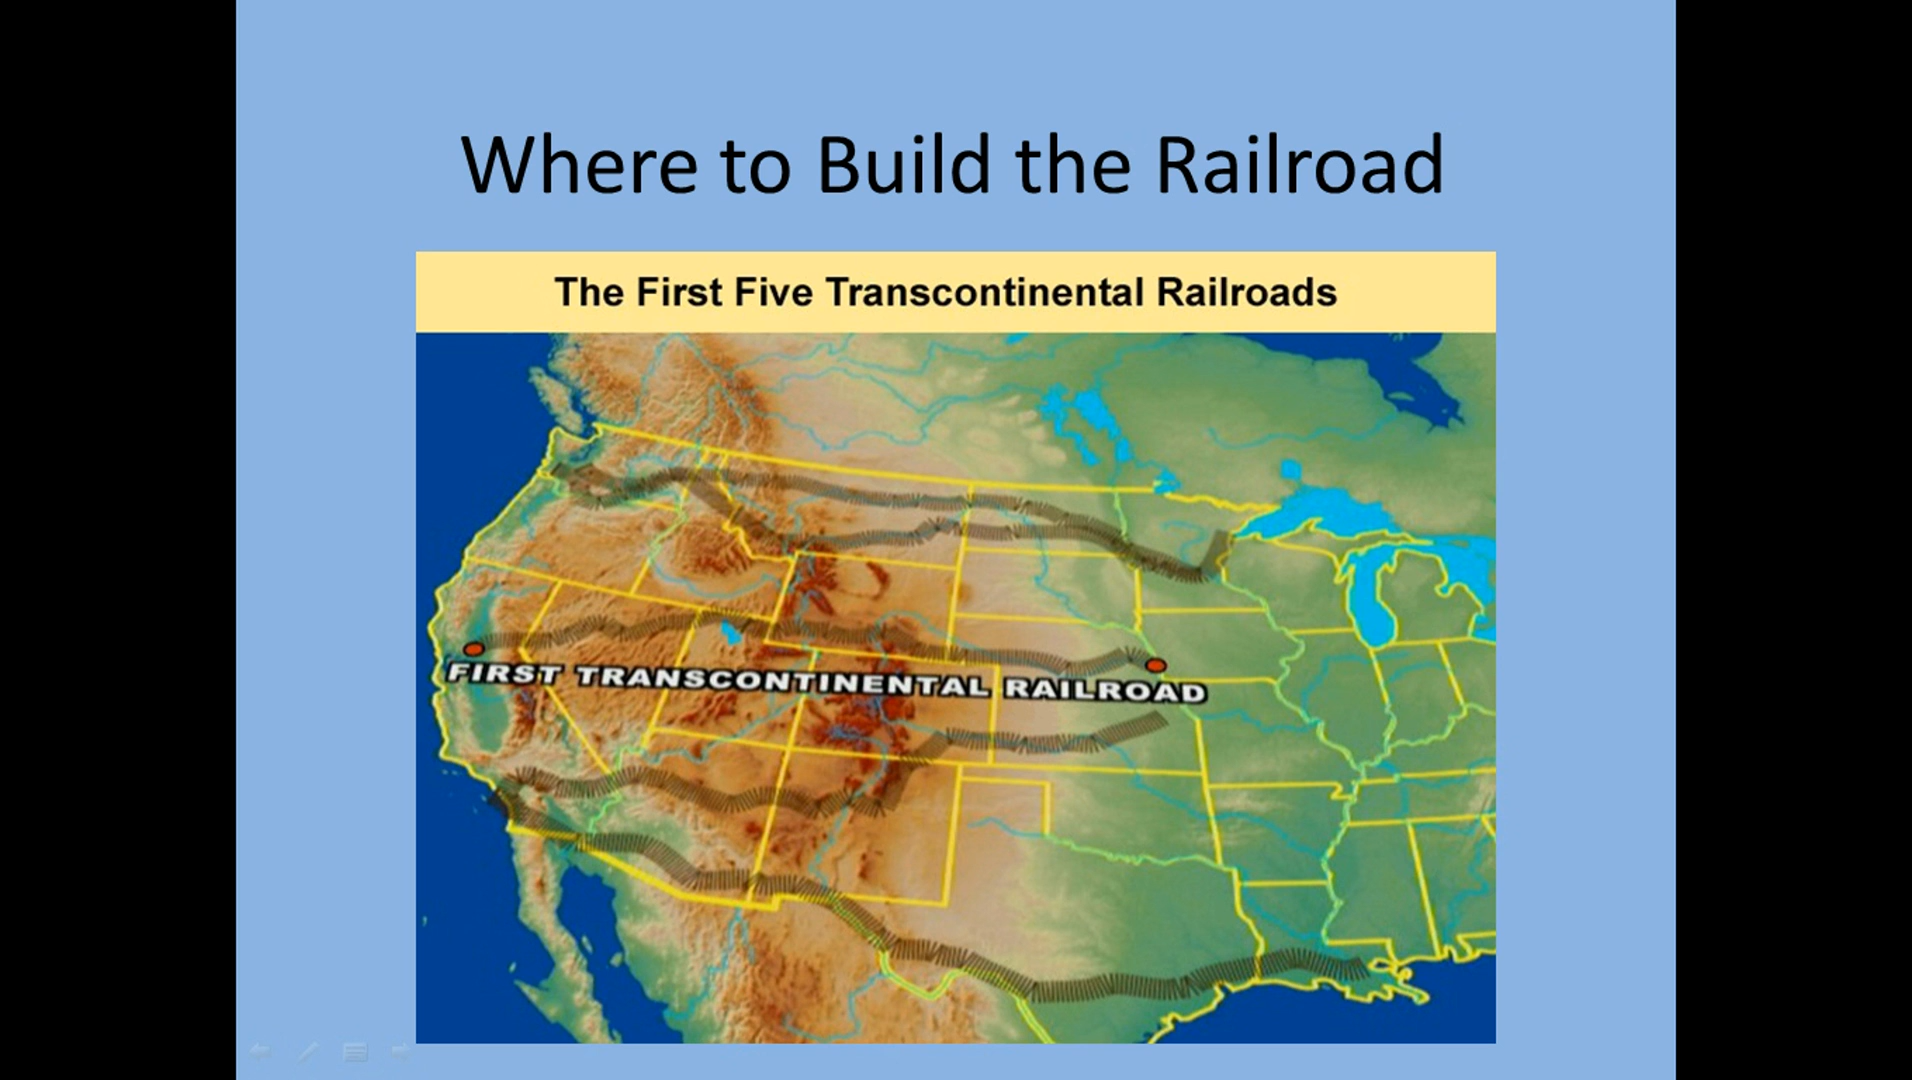 Where to Build the Railroad
The First Five Transcontinental Railroads
FIRST TRANSCONTINENTAL RAILROAD